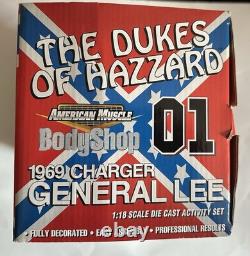 THE DUKES
OF HAZZARD
AMERICAN MUSCLE
BodyShop
01
1969 CHARGER
GENERAL LEE
1:18 SCALE DIE CAST ACTIVITY SET
• FULLY DECORATED • EASY • PROFESSIONAL RESULTS